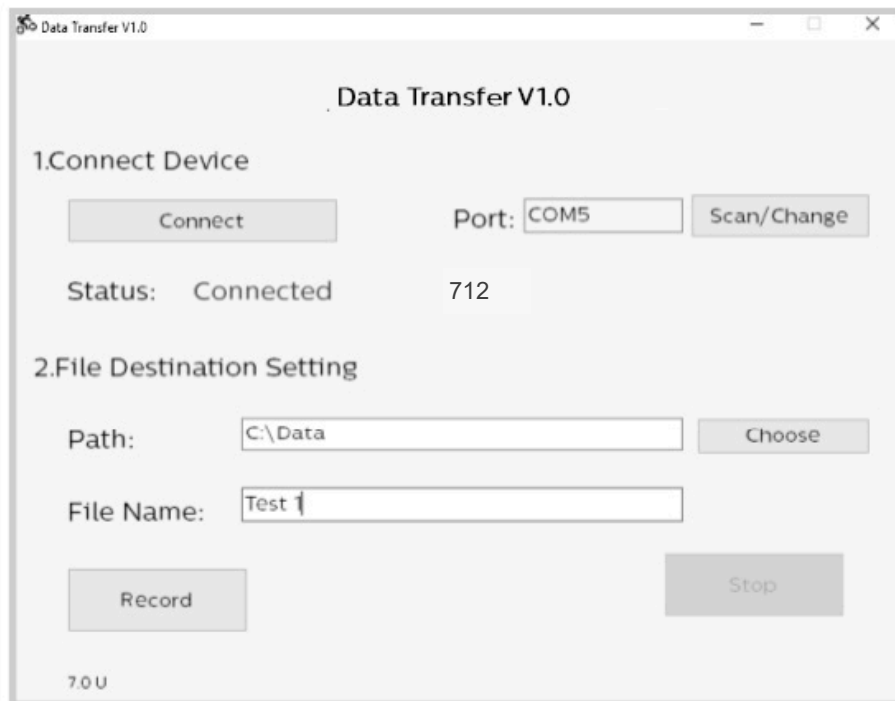 Data Transfer V1.0
Data Transfer V1.0
1.Connect Device
Connect Port: COM5 Scan/Change
Status: Connected 712
2.File Destination Setting
Path: C:\Data Choose
File Name: Test 1
Record Stop
7.0 U